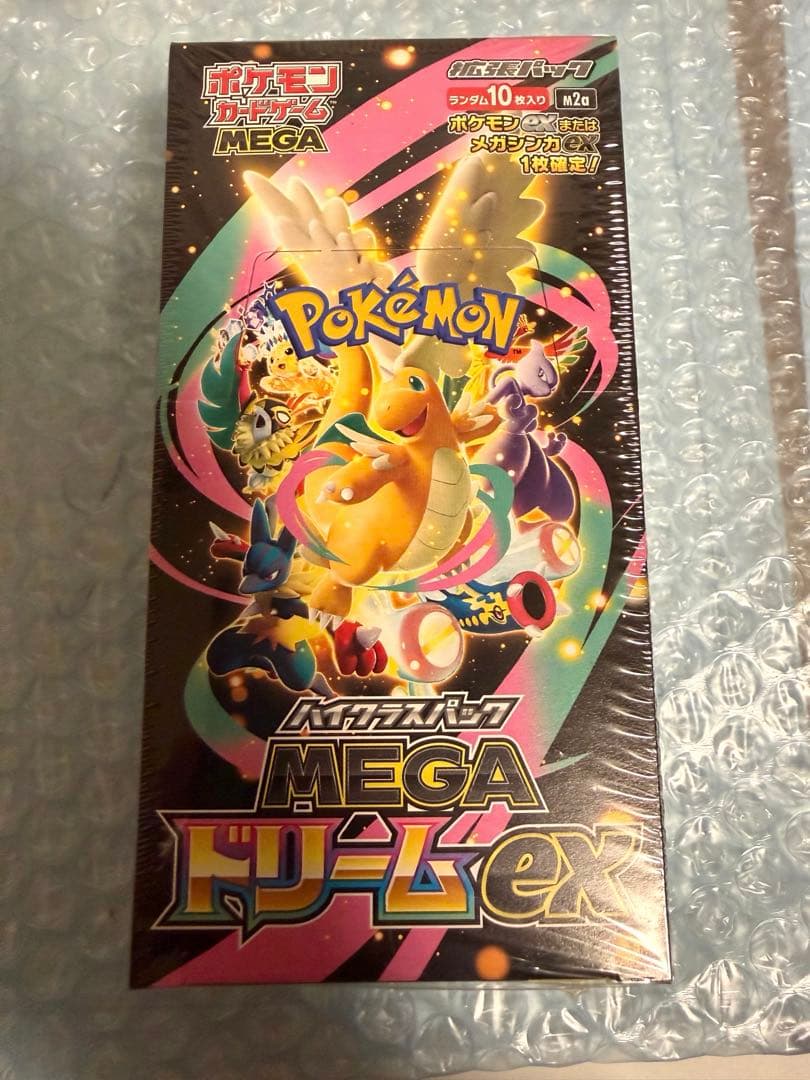 ポケモン
カードゲーム
MEGA
拡張パック
ランダム10枚入り
m2a
ポケモンexまたは
メガシンカex
1枚確定!
POKéMON
TM
ハイクラスパック
MEGA
ドリームex